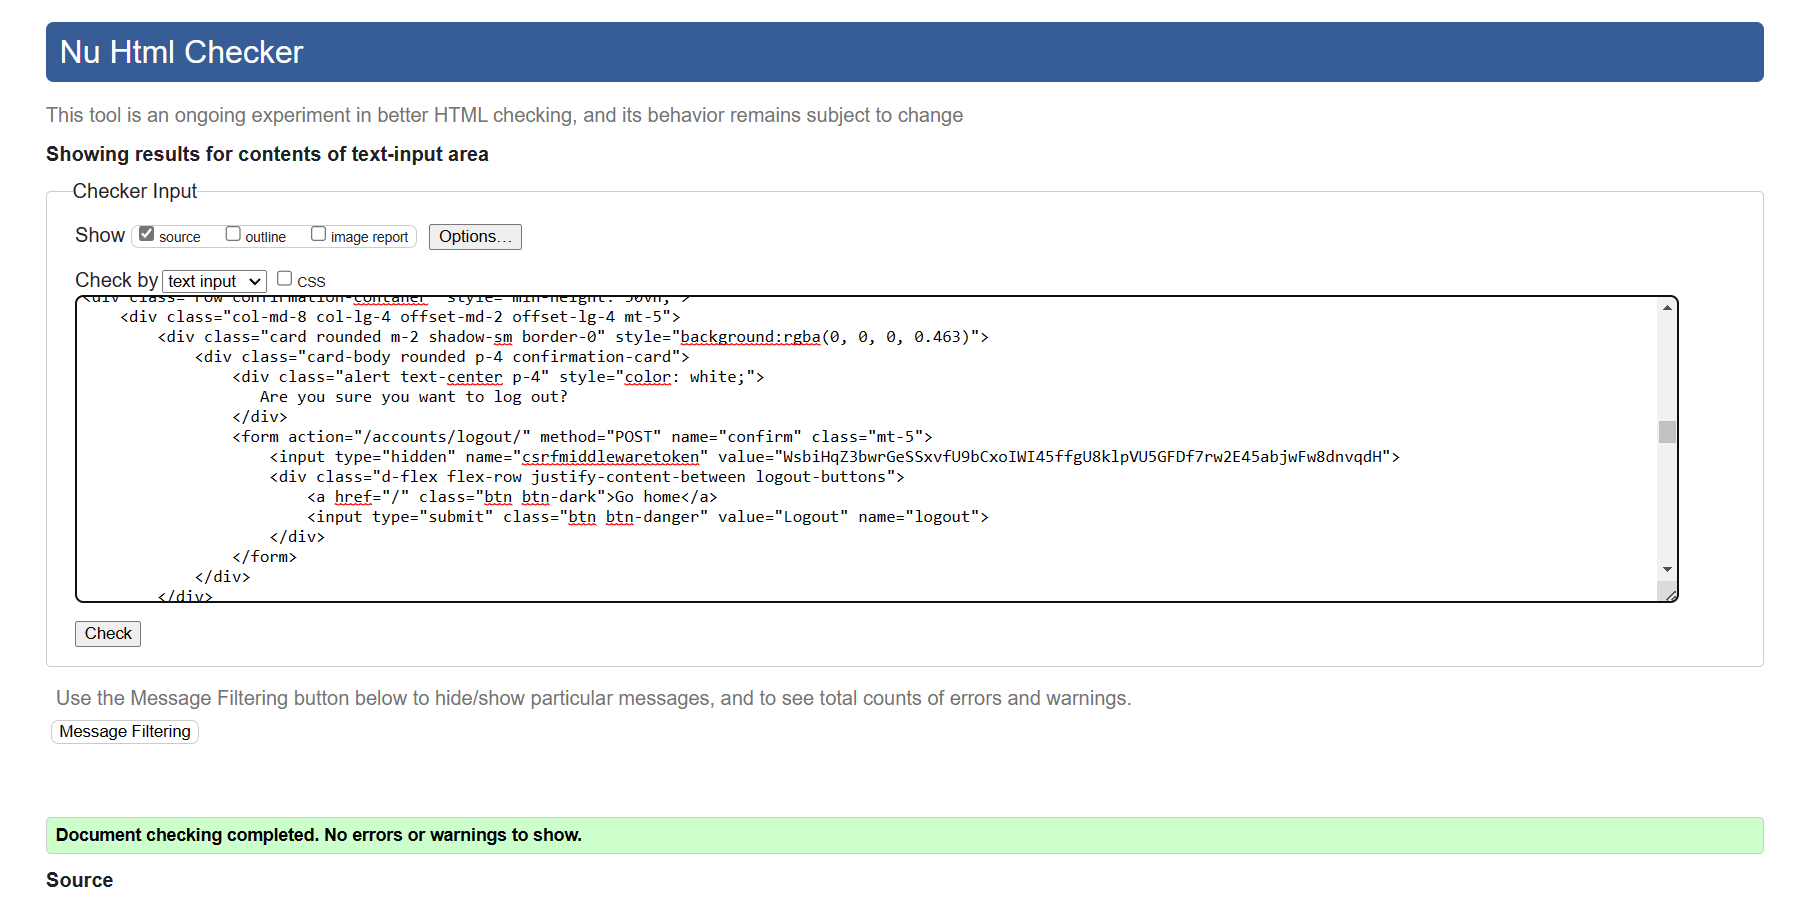 Nu Html Checker
This tool is an ongoing experiment in better HTML checking, and its behavior remains subject to change
Showing results for contents of text-input area
Checker Input
Show source outline image report Options...
Check by text input CSS
<div class="row confirmation-contaner" style="min-height: 50vh;">
<div class="col-md-8 col-lg-4 offset-md-2 offset-lg-4 mt-5">
<div class="card rounded m-2 shadow-sm border-0" style="background:rgba(0, 0, 0, 0.463)">
<div class="card-body rounded p-4 confirmation-card">
<div class="alert text-center p-4" style="color: white;">
Are you sure you want to log out?
</div>
<form action="/accounts/logout/" method="POST" name="confirm" class="mt-5">
<input type="hidden" name="csrfmiddlewaretoken" value="WsbiHqZ3bwrGeSSxvfU9bCxoIWI45ffgU8klpVU5GFDf7rw2E45abjwFw8dnvqdH">
<div class="d-flex flex-row justify-content-between logout-buttons">
<a href="/" class="btn btn-dark">Go home</a>
<input type="submit" class="btn btn-danger" value="Logout" name="logout">
</div>
</form>
</div>
</div>
Check
Use the Message Filtering button below to hide/show particular messages, and to see total counts of errors and warnings.
Message Filtering
Document checking completed. No errors or warnings to show.
Source